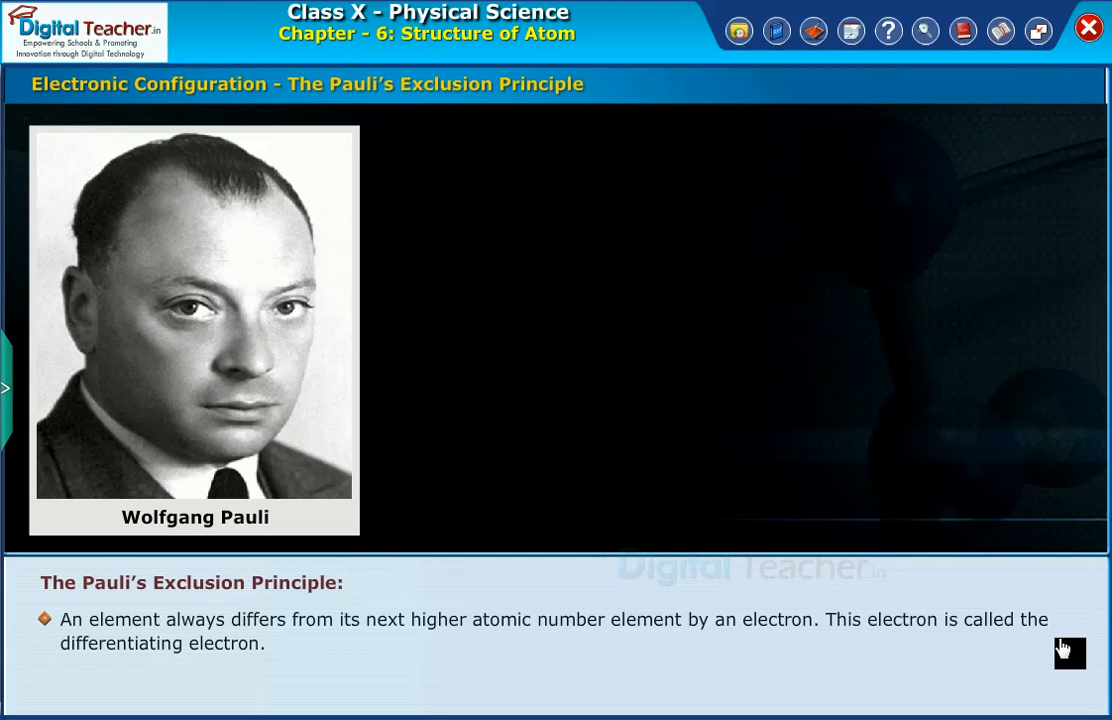 Digital Teacher.in
Empowering Schools & Promoting
Innovation through Digital Technology
Class X - Physical Science
Chapter - 6: Structure of Atom
Electronic Configuration - The Pauli’s Exclusion Principle
Wolfgang Pauli
Digital Teacher.in
The Pauli’s Exclusion Principle:
An element always differs from its next higher atomic number element by an electron. This electron is called the
differentiating electron.